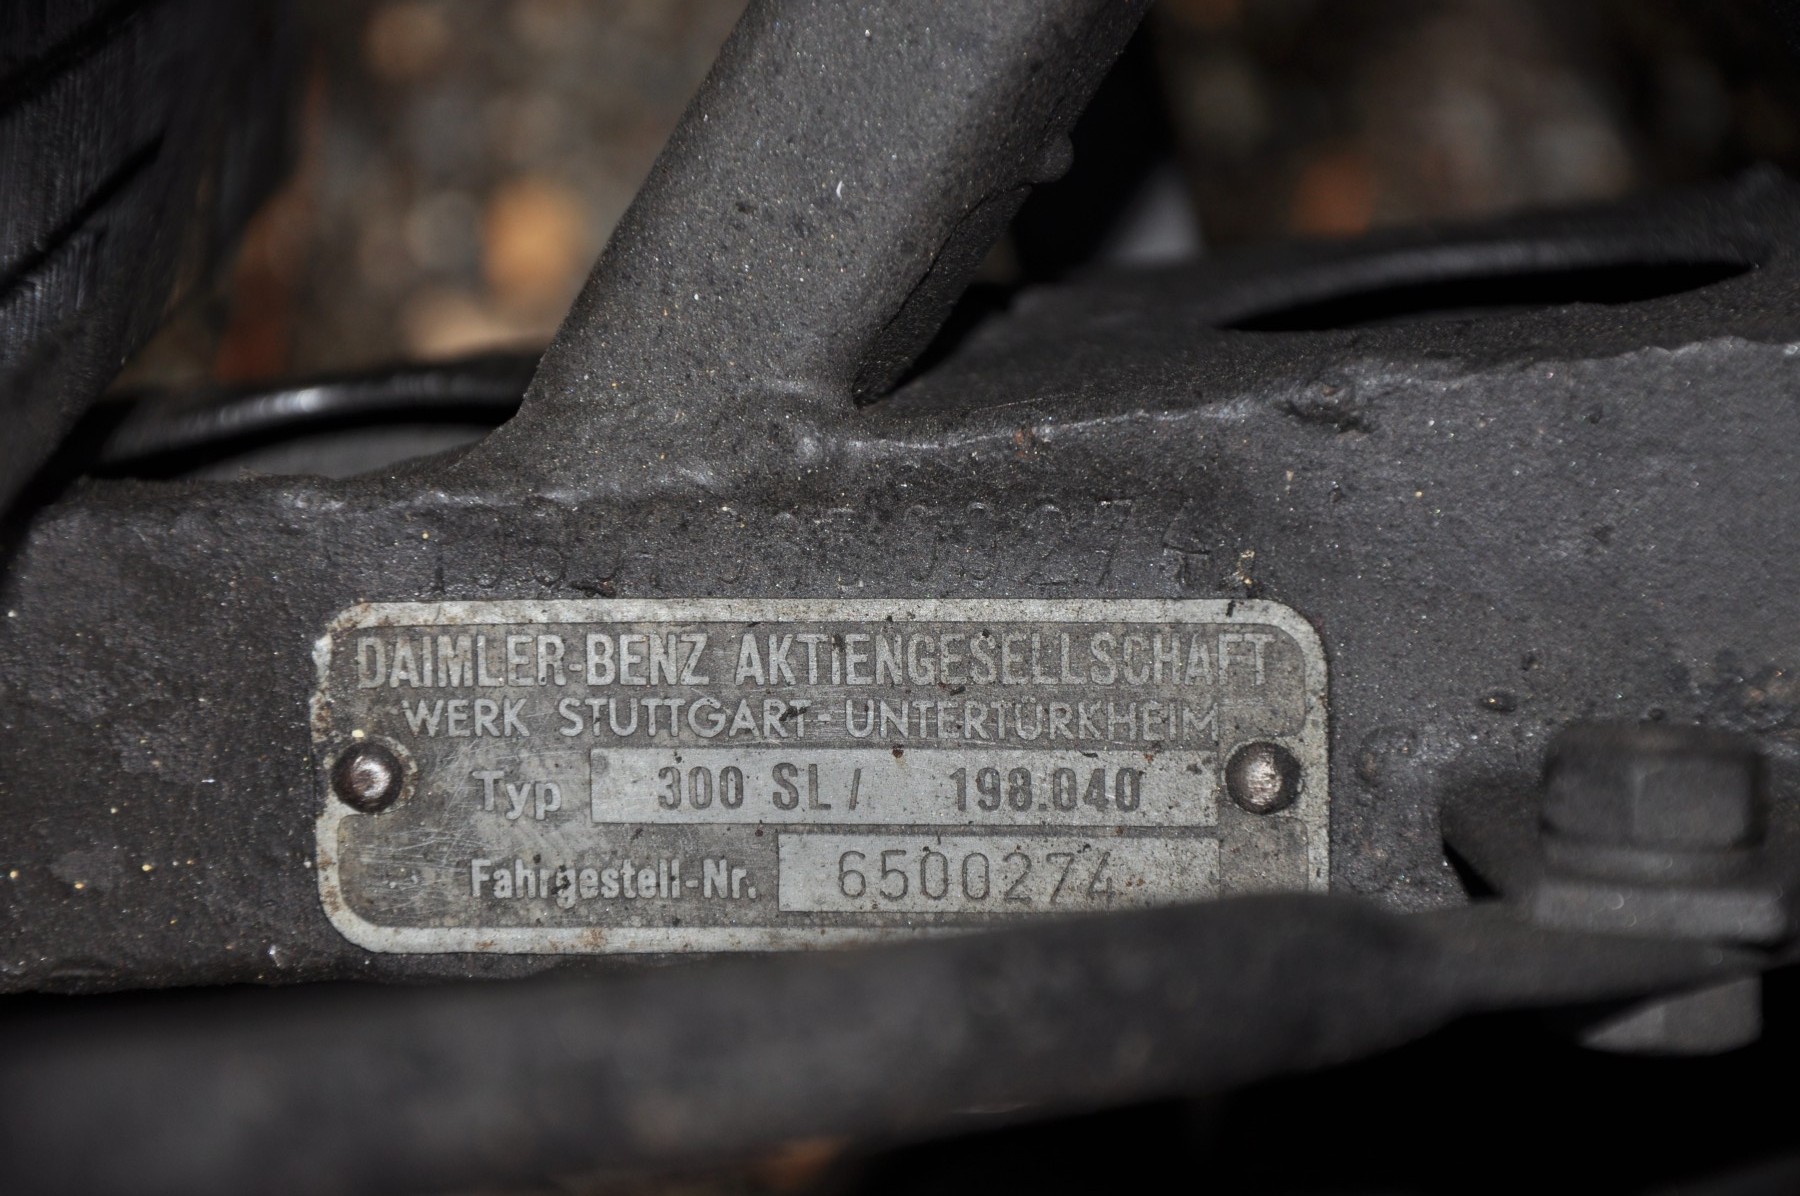 DAIMLER-BENZ AKTIENGESELLSCHAFT
WERK STUTTGART-UNTERTÜRKHEIM
Typ 300 SL / 198.040
Fahrgestell-Nr. 6500274